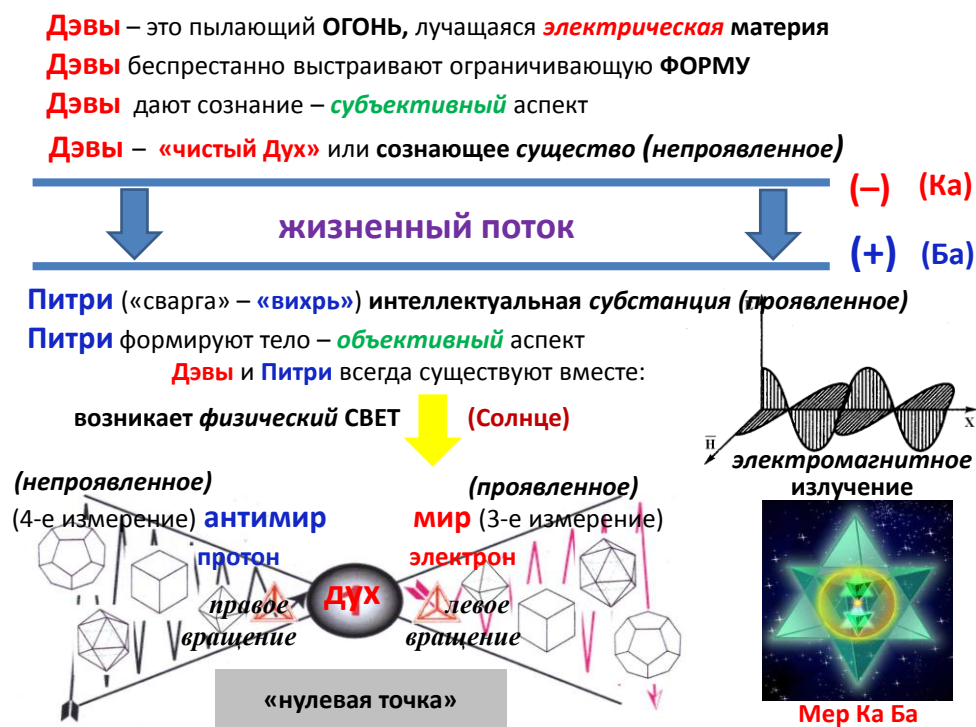 Дэвы – это пылающий ОГОНЬ, лучащаяся электрическая материя
Дэвы беспрестанно выстраивают ограничивающую ФОРМУ
Дэвы дают сознание – субъективный аспект
Дэвы – «чистый Дух» или сознающее существо (непроявленное)
(–) (Ка)
жизненный поток
(+) (Ба)
Питри («сварга» – «вихрь») интеллектуальная субстанция (проявленное)
Питри формируют тело – объективный аспект
Дэвы и Питри всегда существуют вместе:
возникает физический СВЕТ (Солнце)
X
H
электромагнитное
излучение
(непроявленное) (проявленное)
(4-е измерение) антимир мир (3-е измерение)
протон электрон
дух
правое левое
вращение вращение
«нулевая точка»
Мер Ка Ба